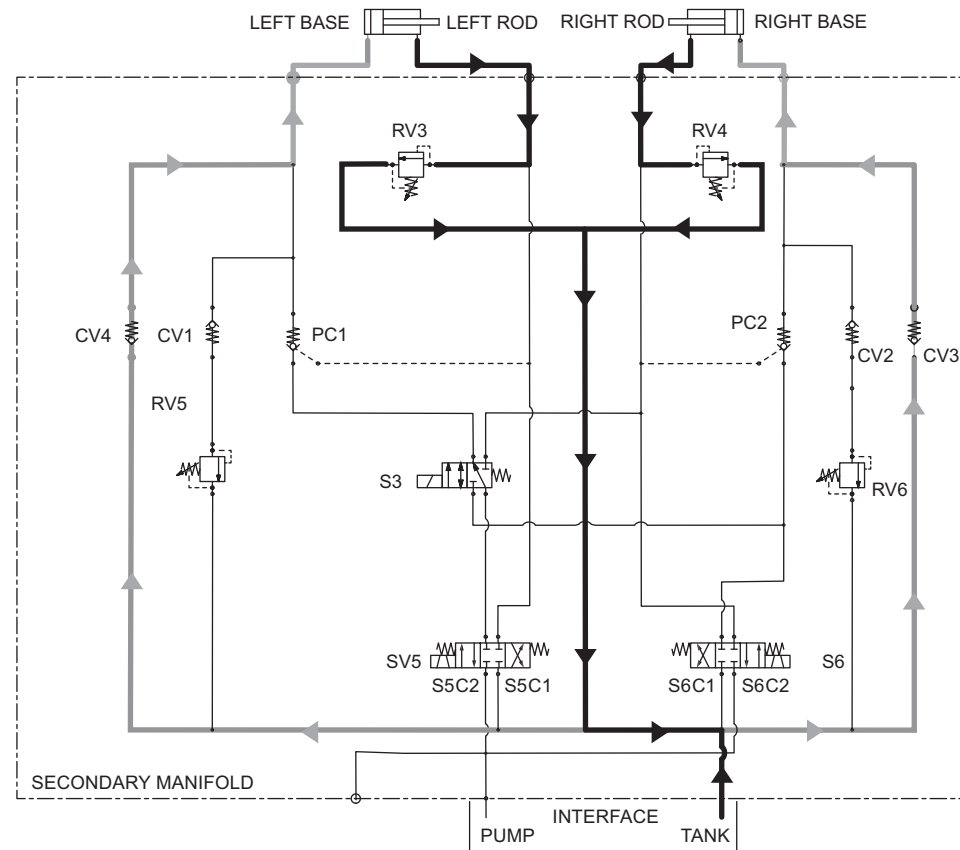 LEFT BASE LEFT ROD RIGHT ROD RIGHT BASE
RV3 RV4
CV4 CV1 PC1 PC2 CV2 CV3
RV5
S3 RV6
SV5 S5C2 S5C1 S6C1 S6C2 S6
SECONDARY MANIFOLD
INTERFACE
PUMP TANK